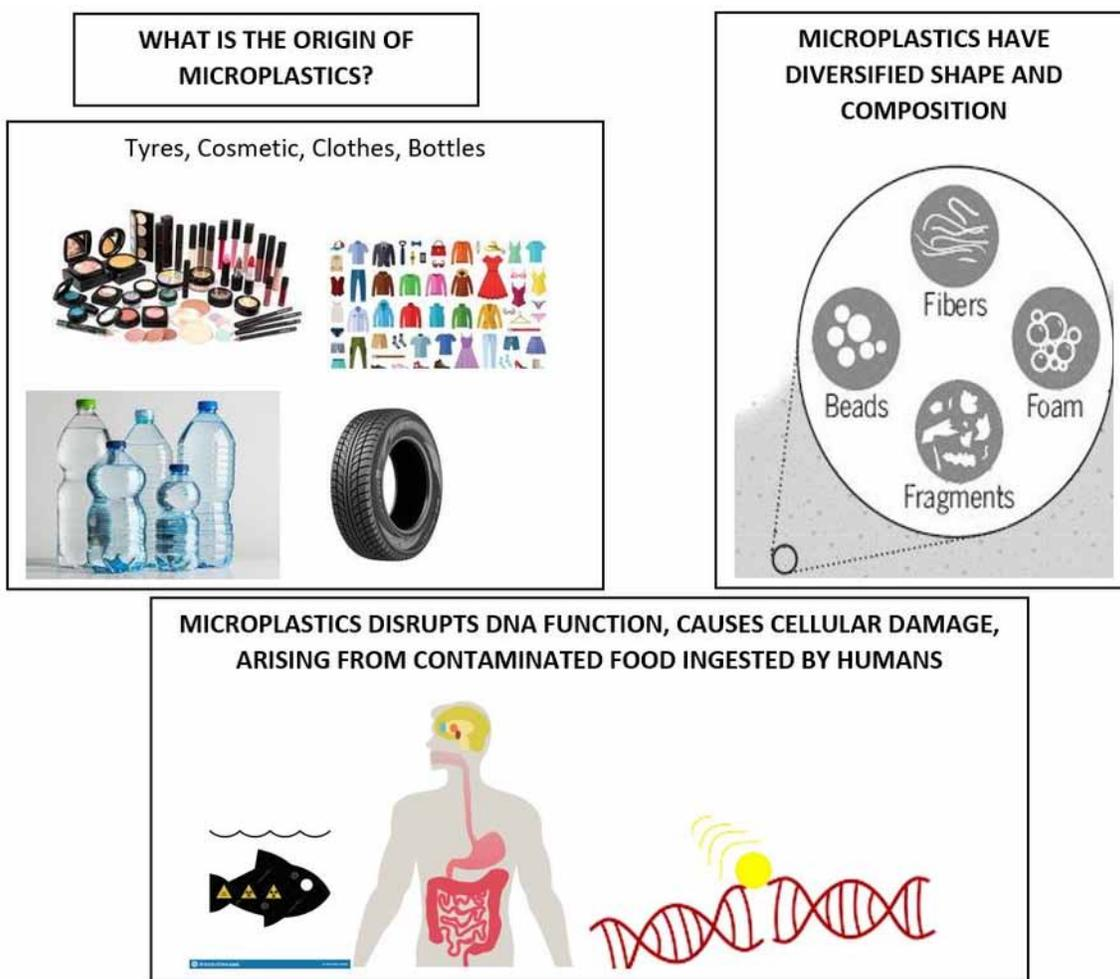 WHAT IS THE ORIGIN OF
MICROPLASTICS?
Tyres, Cosmetic, Clothes, Bottles
MICROPLASTICS HAVE
DIVERSIFIED SHAPE AND
COMPOSITION
Fibers
Beads
Foam
Fragments
MICROPLASTICS DISRUPTS DNA FUNCTION, CAUSES CELLULAR DAMAGE,
ARISING FROM CONTAMINATED FOOD INGESTED BY HUMANS